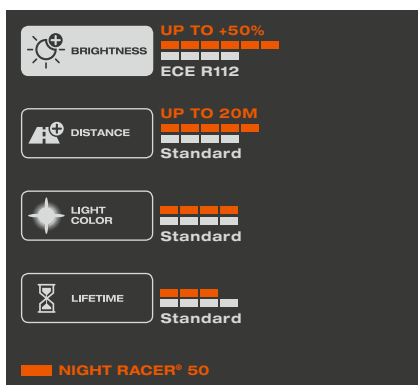 UP TO +50%
BRIGHTNESS
ECE R112
UP TO 20M
DISTANCE
Standard
LIGHT
COLOR
Standard
LIFETIME
Standard
NIGHT RACER® 50